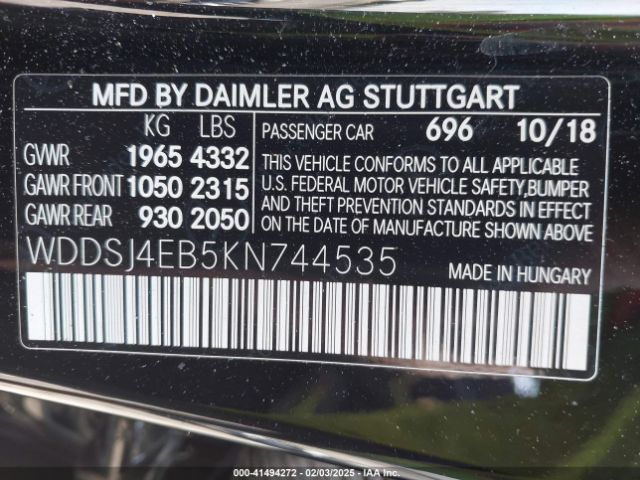 MFD BY DAIMLER AG STUTTGART
KG LBS
GVWR 1965 4332
GAWR FRONT 1050 2315
GAWR REAR 930 2050
PASSENGER CAR 696 10/18
THIS VEHICLE CONFORMS TO ALL APPLICABLE
U.S. FEDERAL MOTOR VEHICLE SAFETY,BUMPER
AND THEFT PREVENTION STANDARDS IN EFFECT
ON THE DATE OF MANUFACTURE SHOWN ABOVE.
WDDSJ4EB5KN744535
MADE IN HUNGARY
000-41494272 - 02/03/2025 - IAA Inc.